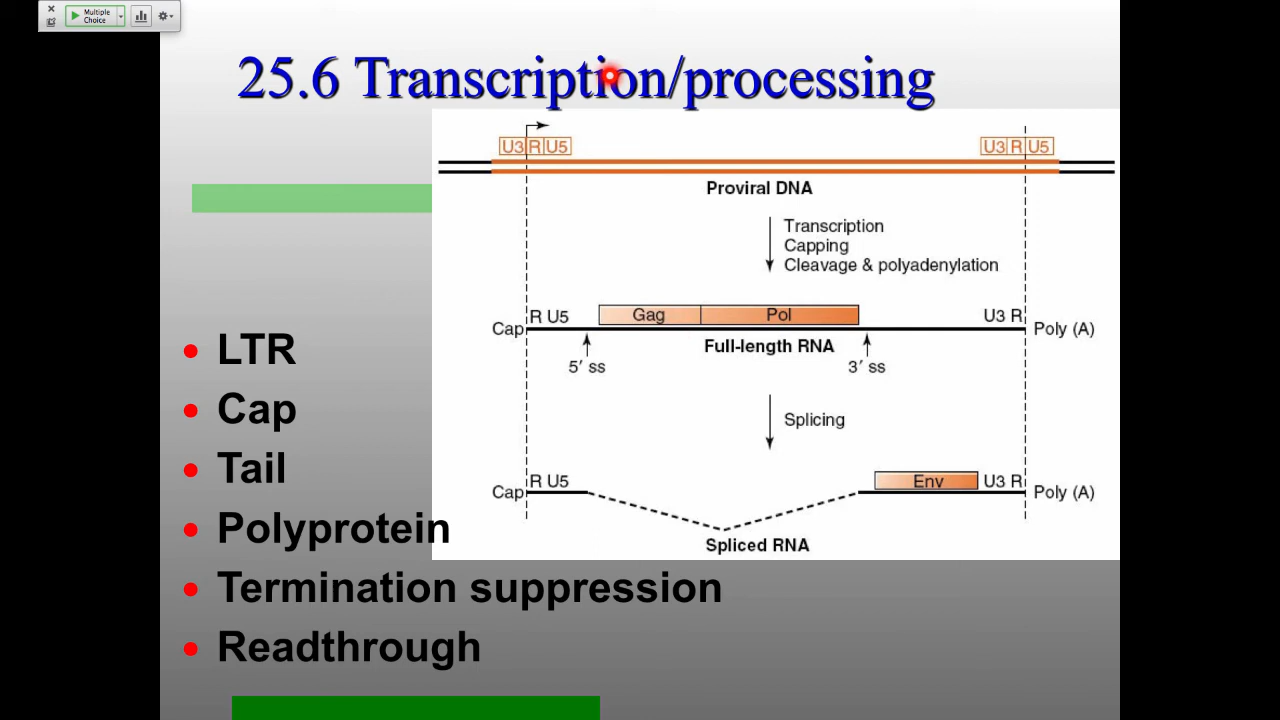 Multiple
Choice
25.6 Transcription/processing
U3 R U5
U3 R U5
Proviral DNA
Transcription
Capping
Cleavage & polyadenylation
R U5
Gag
Pol
U3 R
Cap
Poly (A)
Full-length RNA
5′ ss
3′ ss
Splicing
R U5
Env
U3 R
Cap
Poly (A)
Spliced RNA
• LTR
• Cap
• Tail
• Polyprotein
• Termination suppression
• Readthrough